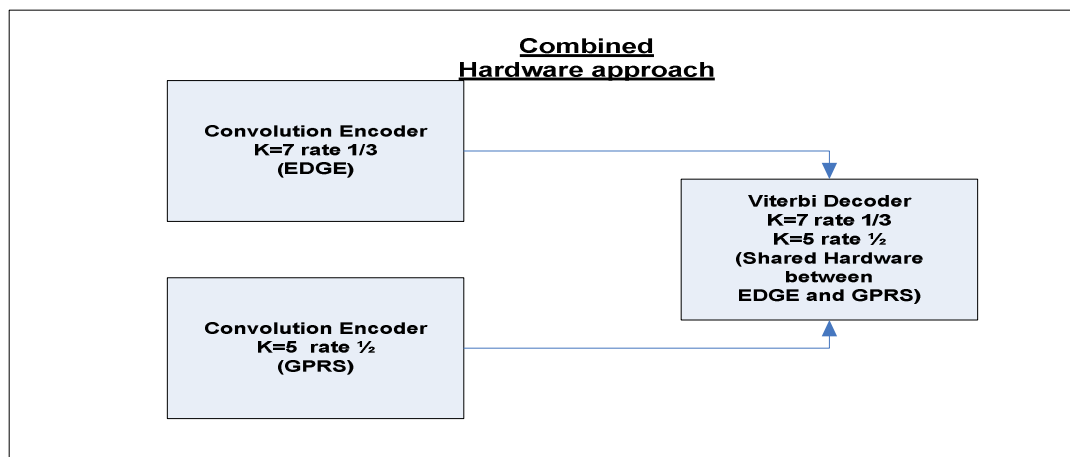 Combined
Hardware approach
Convolution Encoder
K=7 rate 1/3
(EDGE)
Viterbi Decoder
K=7 rate 1/3
K=5 rate ½
(Shared Hardware
between
EDGE and GPRS)
Convolution Encoder
K=5 rate ½
(GPRS)